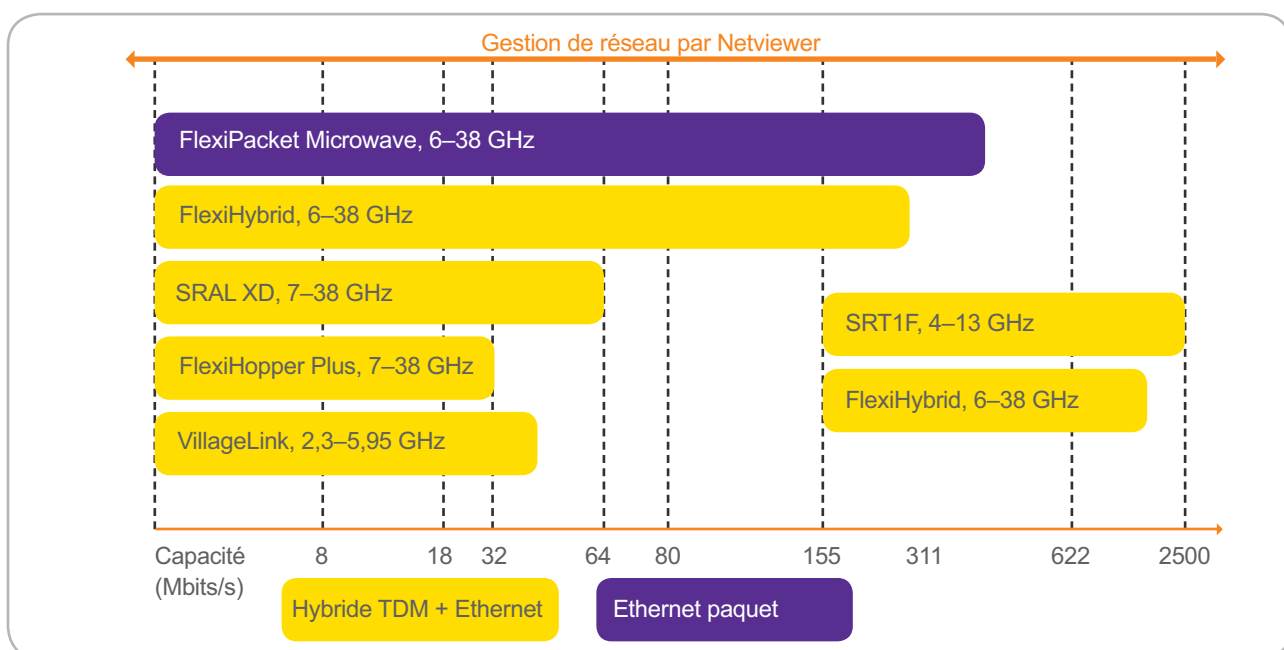 Gestion de réseau par Netviewer
FlexiPacket Microwave, 6–38 GHz
FlexiHybrid, 6–38 GHz
SRAL XD, 7–38 GHz
SRT1F, 4–13 GHz
FlexiHopper Plus, 7–38 GHz
FlexiHybrid, 6–38 GHz
VillageLink, 2,3–5,95 GHz
Capacité 8 18 32 64 80 155 311 622 2500
(Mbits/s)
Hybride TDM + Ethernet Ethernet paquet